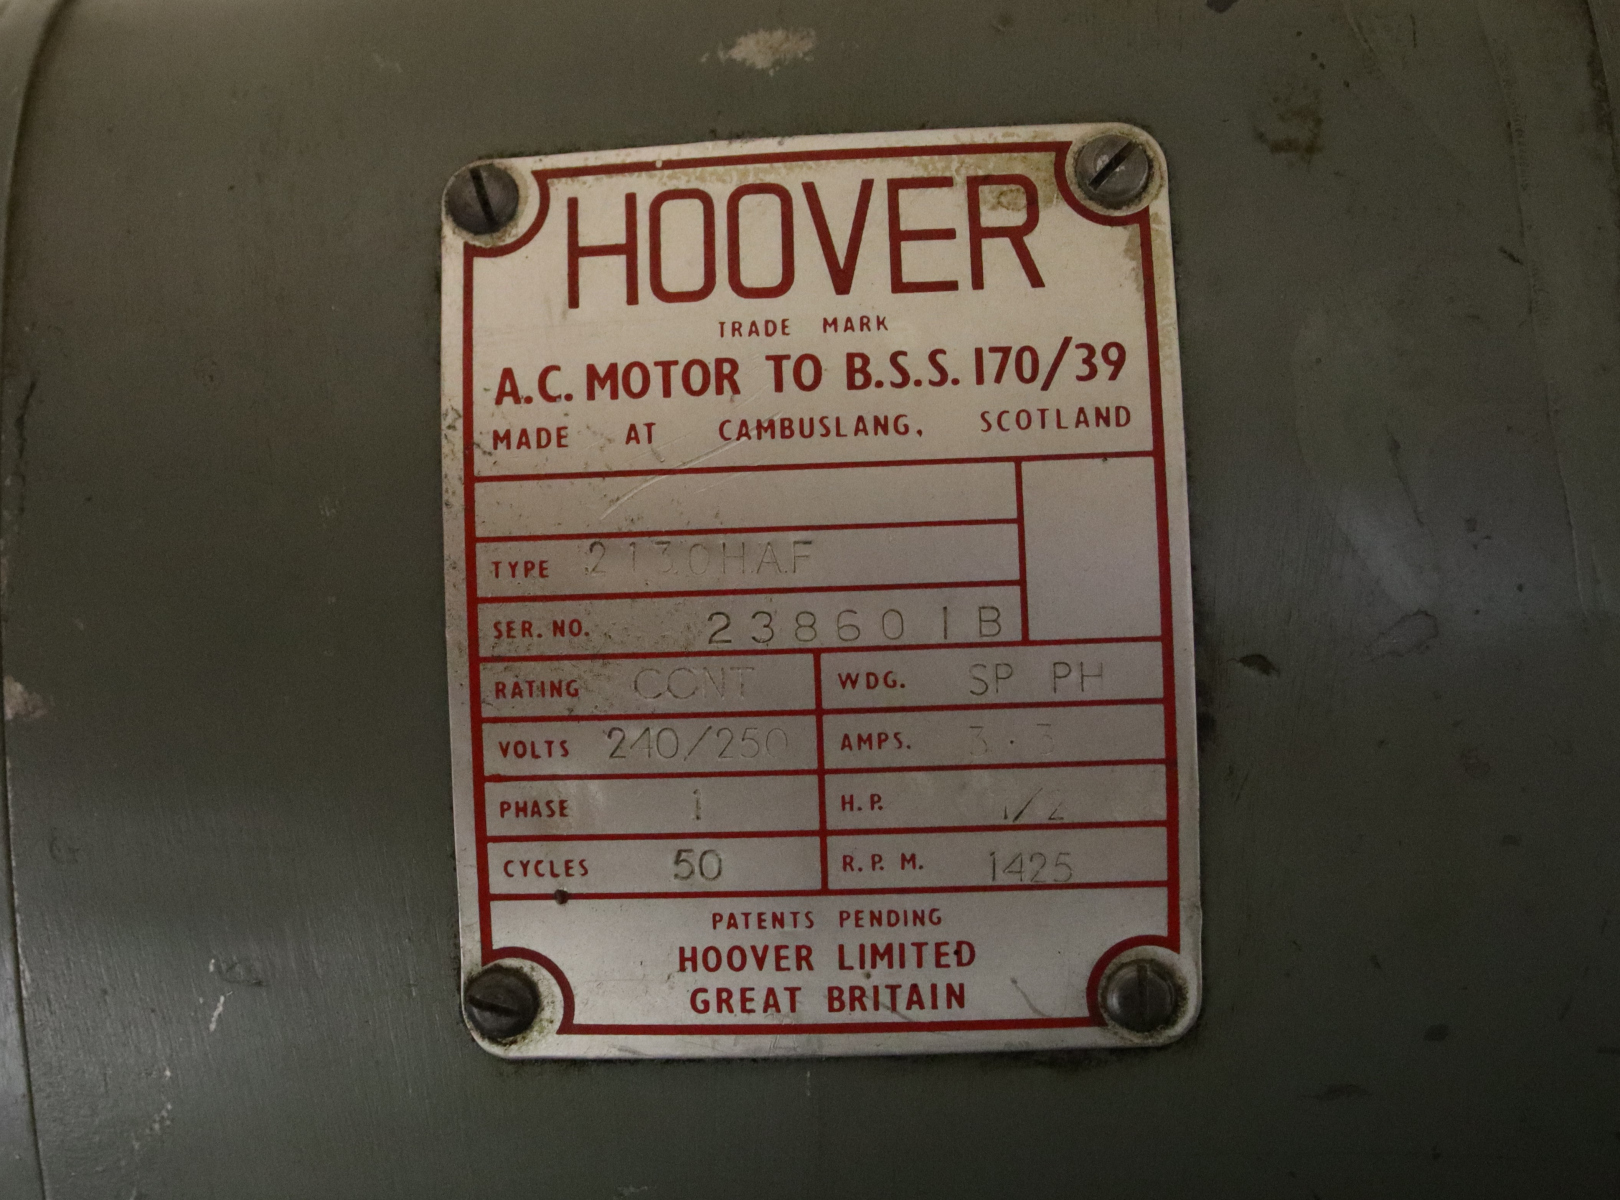 HOOVER
TRADE MARK
A.C. MOTOR TO B.S.S. 170/39
MADE AT CAMBUSLANG, SCOTLAND
TYPE 2130H.A.F
SER. NO. 238601B
RATING CONT WDG. SP PH
VOLTS 240/250 AMPS. 3.3
PHASE 1 H.P. 1/2
CYCLES 50 R.P.M. 1425
PATENTS PENDING
HOOVER LIMITED
GREAT BRITAIN